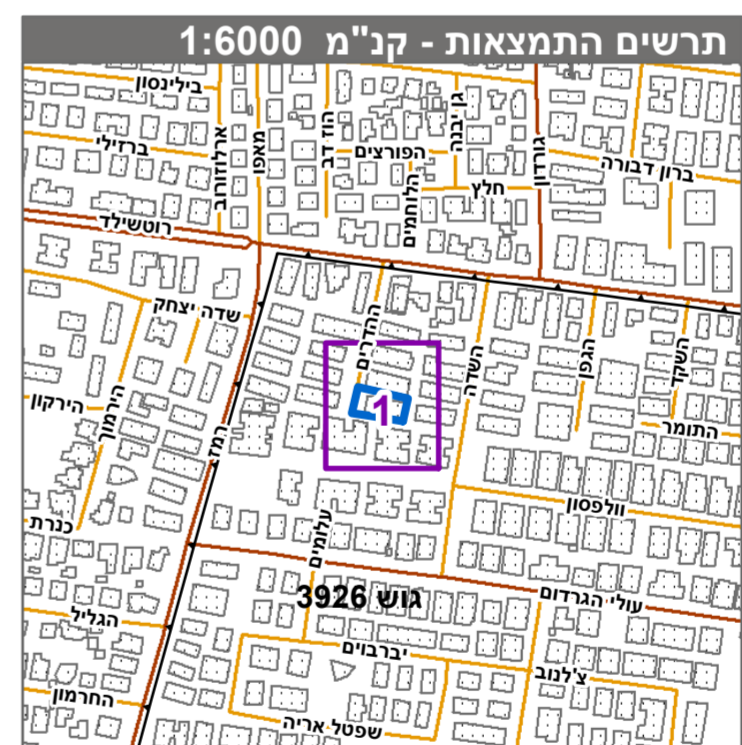 תרשים התמצאות - קנ"מ 1:6000
בילינסון
ברזילי
ארלוזורוב
מאפו
הוד דב
הפורצים
גן יבנה
הלוחמים
חלץ
גורדון
ברון דבורה
רוטשילד
שדה יצחק
ההדרים
השדה
הגפן
השקד
הירקון
הירמוך
רמז
1
התומר
וולפסון
כנרת
עלומים
גוש 3926
עולי הגרדום
הגליל
יברבוים
צ'לנוב
החרמון
שפטל אריה